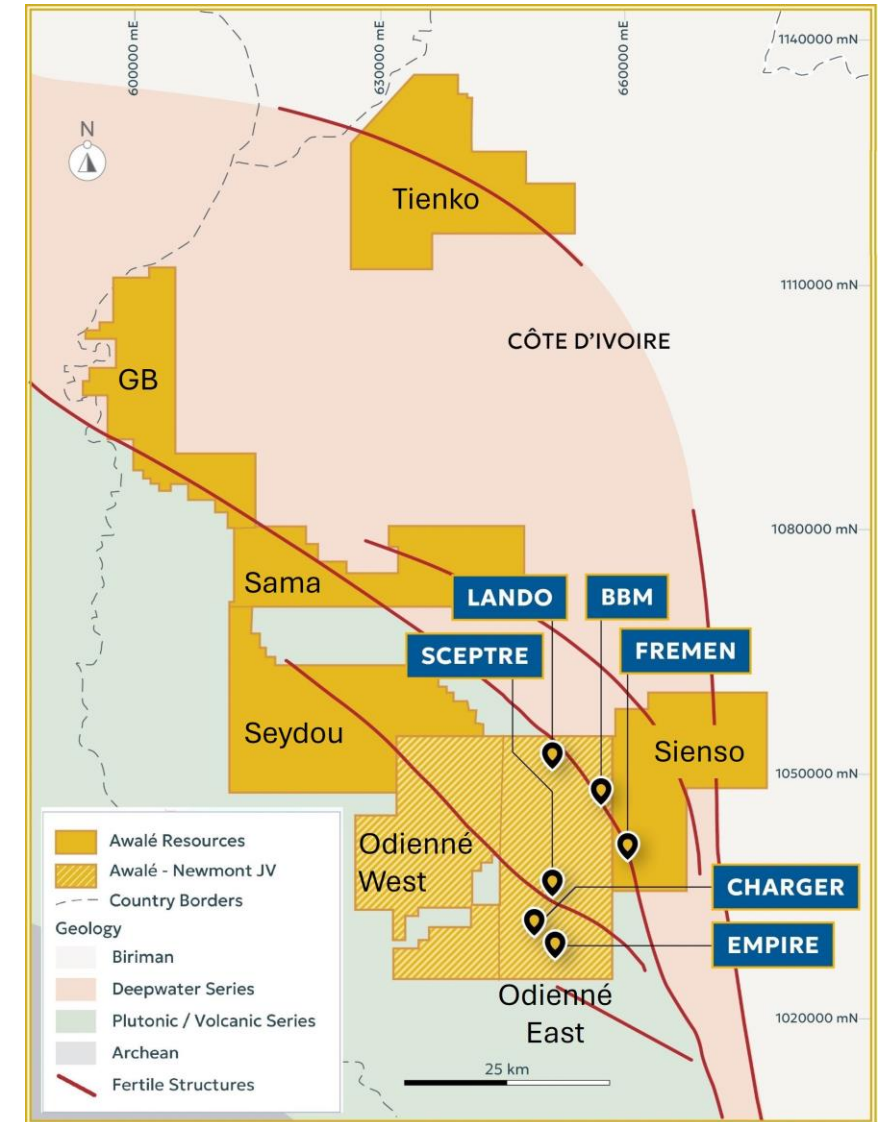 600000 mE
630000 mE
660000 mE
1140000 mN
N
Tienko
1110000 mN
CÔTE D'IVOIRE
GB
1080000 mN
Sama
LANDO
BBM
SCEPTRE
FREMEN
Seydou
Sienso
1050000 mN
Odienné
West
CHARGER
EMPIRE
Odienné
East
1020000 mN
25 km
Awalé Resources
Awalé - Newmont JV
Country Borders
Geology
Biriman
Deepwater Series
Plutonic / Volcanic Series
Archean
Fertile Structures